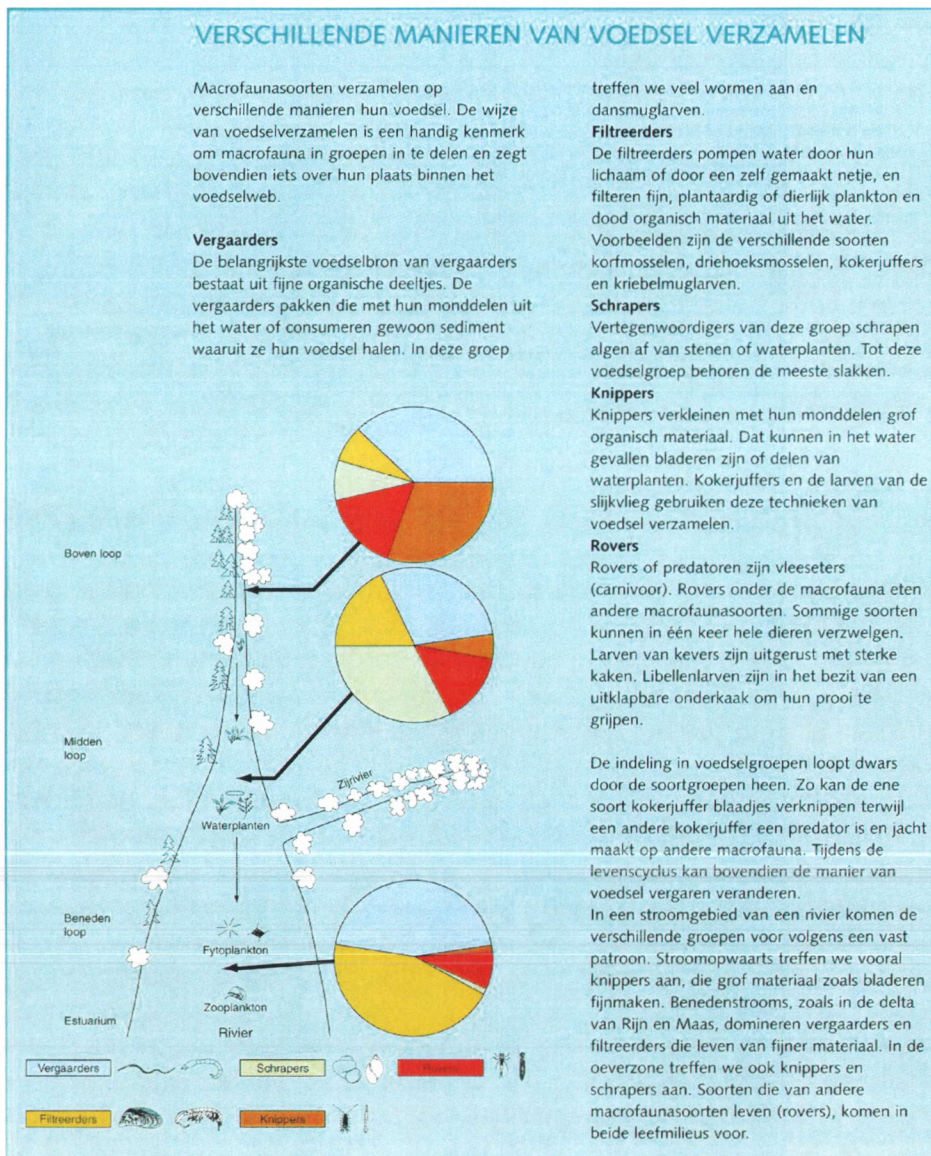 VERSCHILLENDE MANIEREN VAN VOEDSEL VERZAMELEN
Macrofaunasoorten verzamelen op
verschillende manieren hun voedsel. De wijze
van voedselverzamelen is een handig kenmerk
om macrofauna in groepen in te delen en zegt
bovendien iets over hun plaats binnen het
voedselweb.
Vergaarders
De belangrijkste voedselbron van vergaarders
bestaat uit fijne organische deeltjes. De
vergaarders pakken die met hun monddelen uit
het water of consumeren gewoon sediment
waaruit ze hun voedsel halen. In deze groep
treffen we veel wormen aan en
dansmuglarven.
Filtreerders
De filtreerders pompen water door hun
lichaam of door een zelf gemaakt netje, en
filteren fijn, plantaardig of dierlijk plankton en
dood organisch materiaal uit het water.
Voorbeelden zijn de verschillende soorten
korfmosselen, driehoeksmosselen, kokerjuffers
en kriebelmuglarven.
Schrapers
Vertegenwoordigers van deze groep schrapen
algen af van stenen of waterplanten. Tot deze
voedselgroep behoren de meeste slakken.
Knippers
Knippers verkleinen met hun monddelen grof
organisch materiaal. Dat kunnen in het water
gevallen bladeren zijn of delen van
waterplanten. Kokerjuffers en de larven van de
slijkvlieg gebruiken deze technieken van
voedsel verzamelen.
Rovers
Rovers of predatoren zijn vleeseters
(carnivoor). Rovers onder de macrofauna eten
andere macrofaunasoorten. Sommige soorten
kunnen in één keer hele dieren verzwelgen.
Larven van kevers zijn uitgerust met sterke
kaken. Libellenlarven zijn in het bezit van een
uitklapbare onderkaak om hun prooi te
grijpen.
De indeling in voedselgroepen loopt dwars
door de soortgroepen heen. Zo kan de ene
soort kokerjuffer blaadjes verknippen terwijl
een andere kokerjuffer een predator is en jacht
maakt op andere macrofauna. Tijdens de
levenscyclus kan bovendien de manier van
voedsel vergaren veranderen.
In een stroomgebied van een rivier komen de
verschillende groepen voor volgens een vast
patroon. Stroomopwaarts treffen we vooral
knippers aan, die grof materiaal zoals bladeren
fijnmaken. Benedenstrooms, zoals in de delta
van Rijn en Maas, domineren vergaarders en
filtreerders die leven van fijner materiaal. In de
oeverzone treffen we ook knippers en
schrapers aan. Soorten die van andere
macrofaunasoorten leven (rovers), komen in
beide leefmilieus voor.
Boven loop
Midden
loop
Zijrivier
Waterplanten
Beneden
loop
Fytoplankton
Zooplankton
Estuarium
Rivier
Vergaarders
Schrapers
Rovers
Filtreerders
Knippers